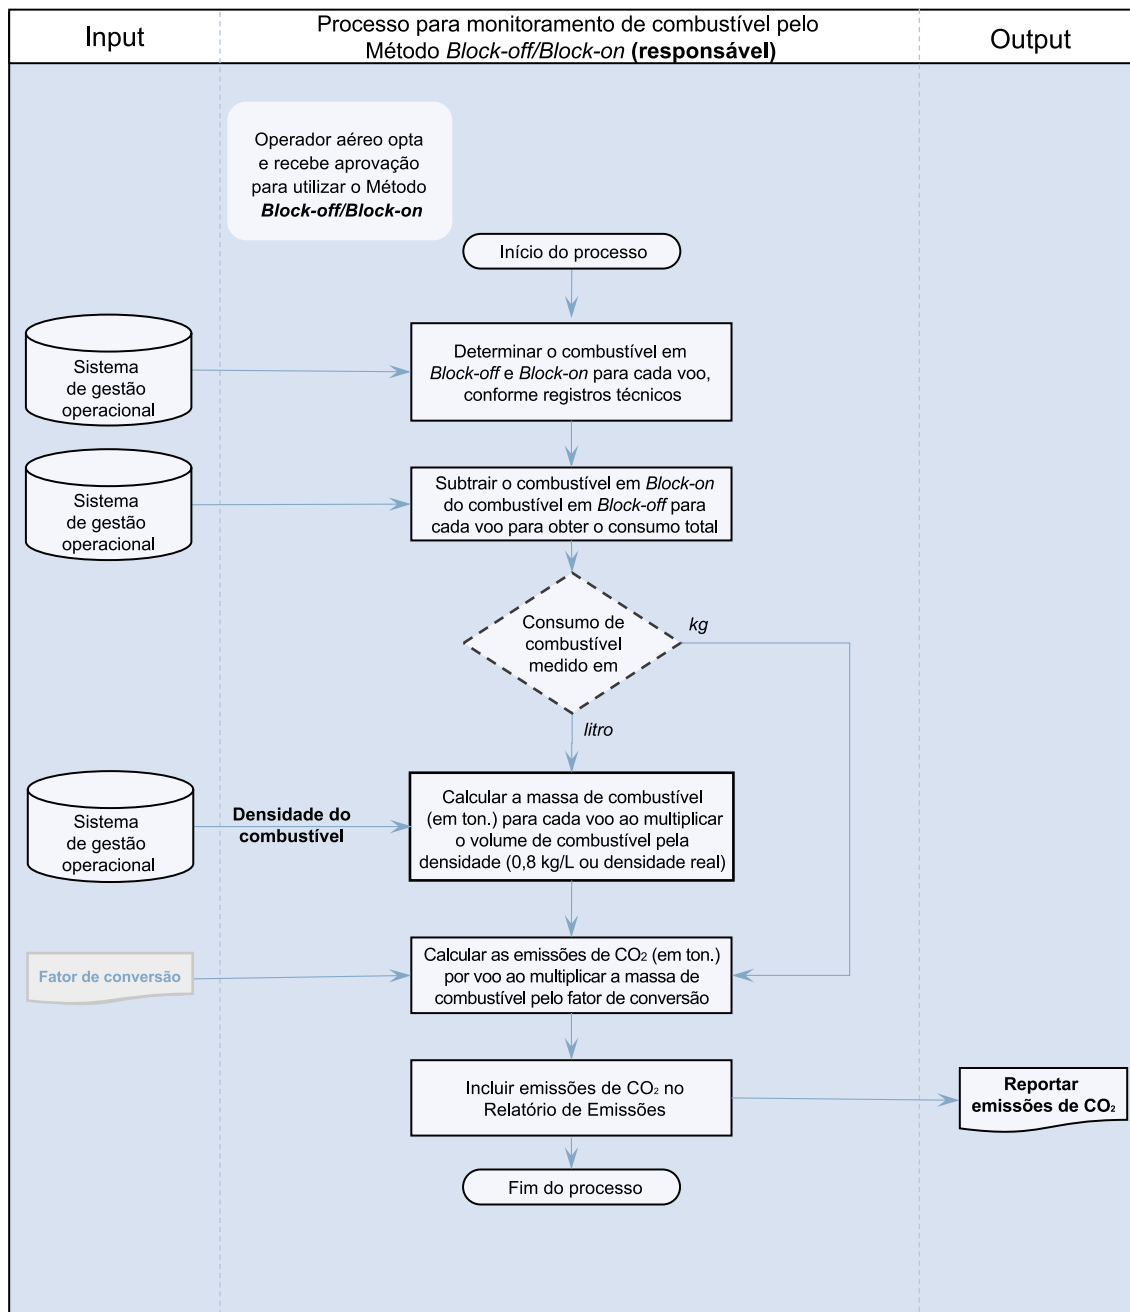 Input
Processo para monitoramento de combustível pelo
Método Block-off/Block-on (responsável)
Output
Operador aéreo opta
e recebe aprovação
para utilizar o Método
Block-off/Block-on
Início do processo
Sistema
de gestão
operacional
Determinar o combustível em
Block-off e Block-on para cada voo,
conforme registros técnicos
Sistema
de gestão
operacional
Subtrair o combustível em Block-on
do combustível em Block-off para
cada voo para obter o consumo total
Consumo de
combustível
medido em
kg
litro
Sistema
de gestão
operacional
Densidade do
combustível
Calcular a massa de combustível
(em ton.) para cada voo ao multiplicar
o volume de combustível pela
densidade (0,8 kg/L ou densidade real)
Fator de conversão
Calcular as emissões de CO₂ (em ton.)
por voo ao multiplicar a massa de
combustível pelo fator de conversão
Incluir emissões de CO₂ no
Relatório de Emissões
Reportar
emissões de CO₂
Fim do processo